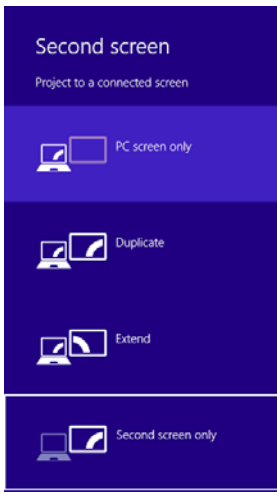 Second screen
Project to a connected screen
PC screen only
Duplicate
Extend
Second screen only